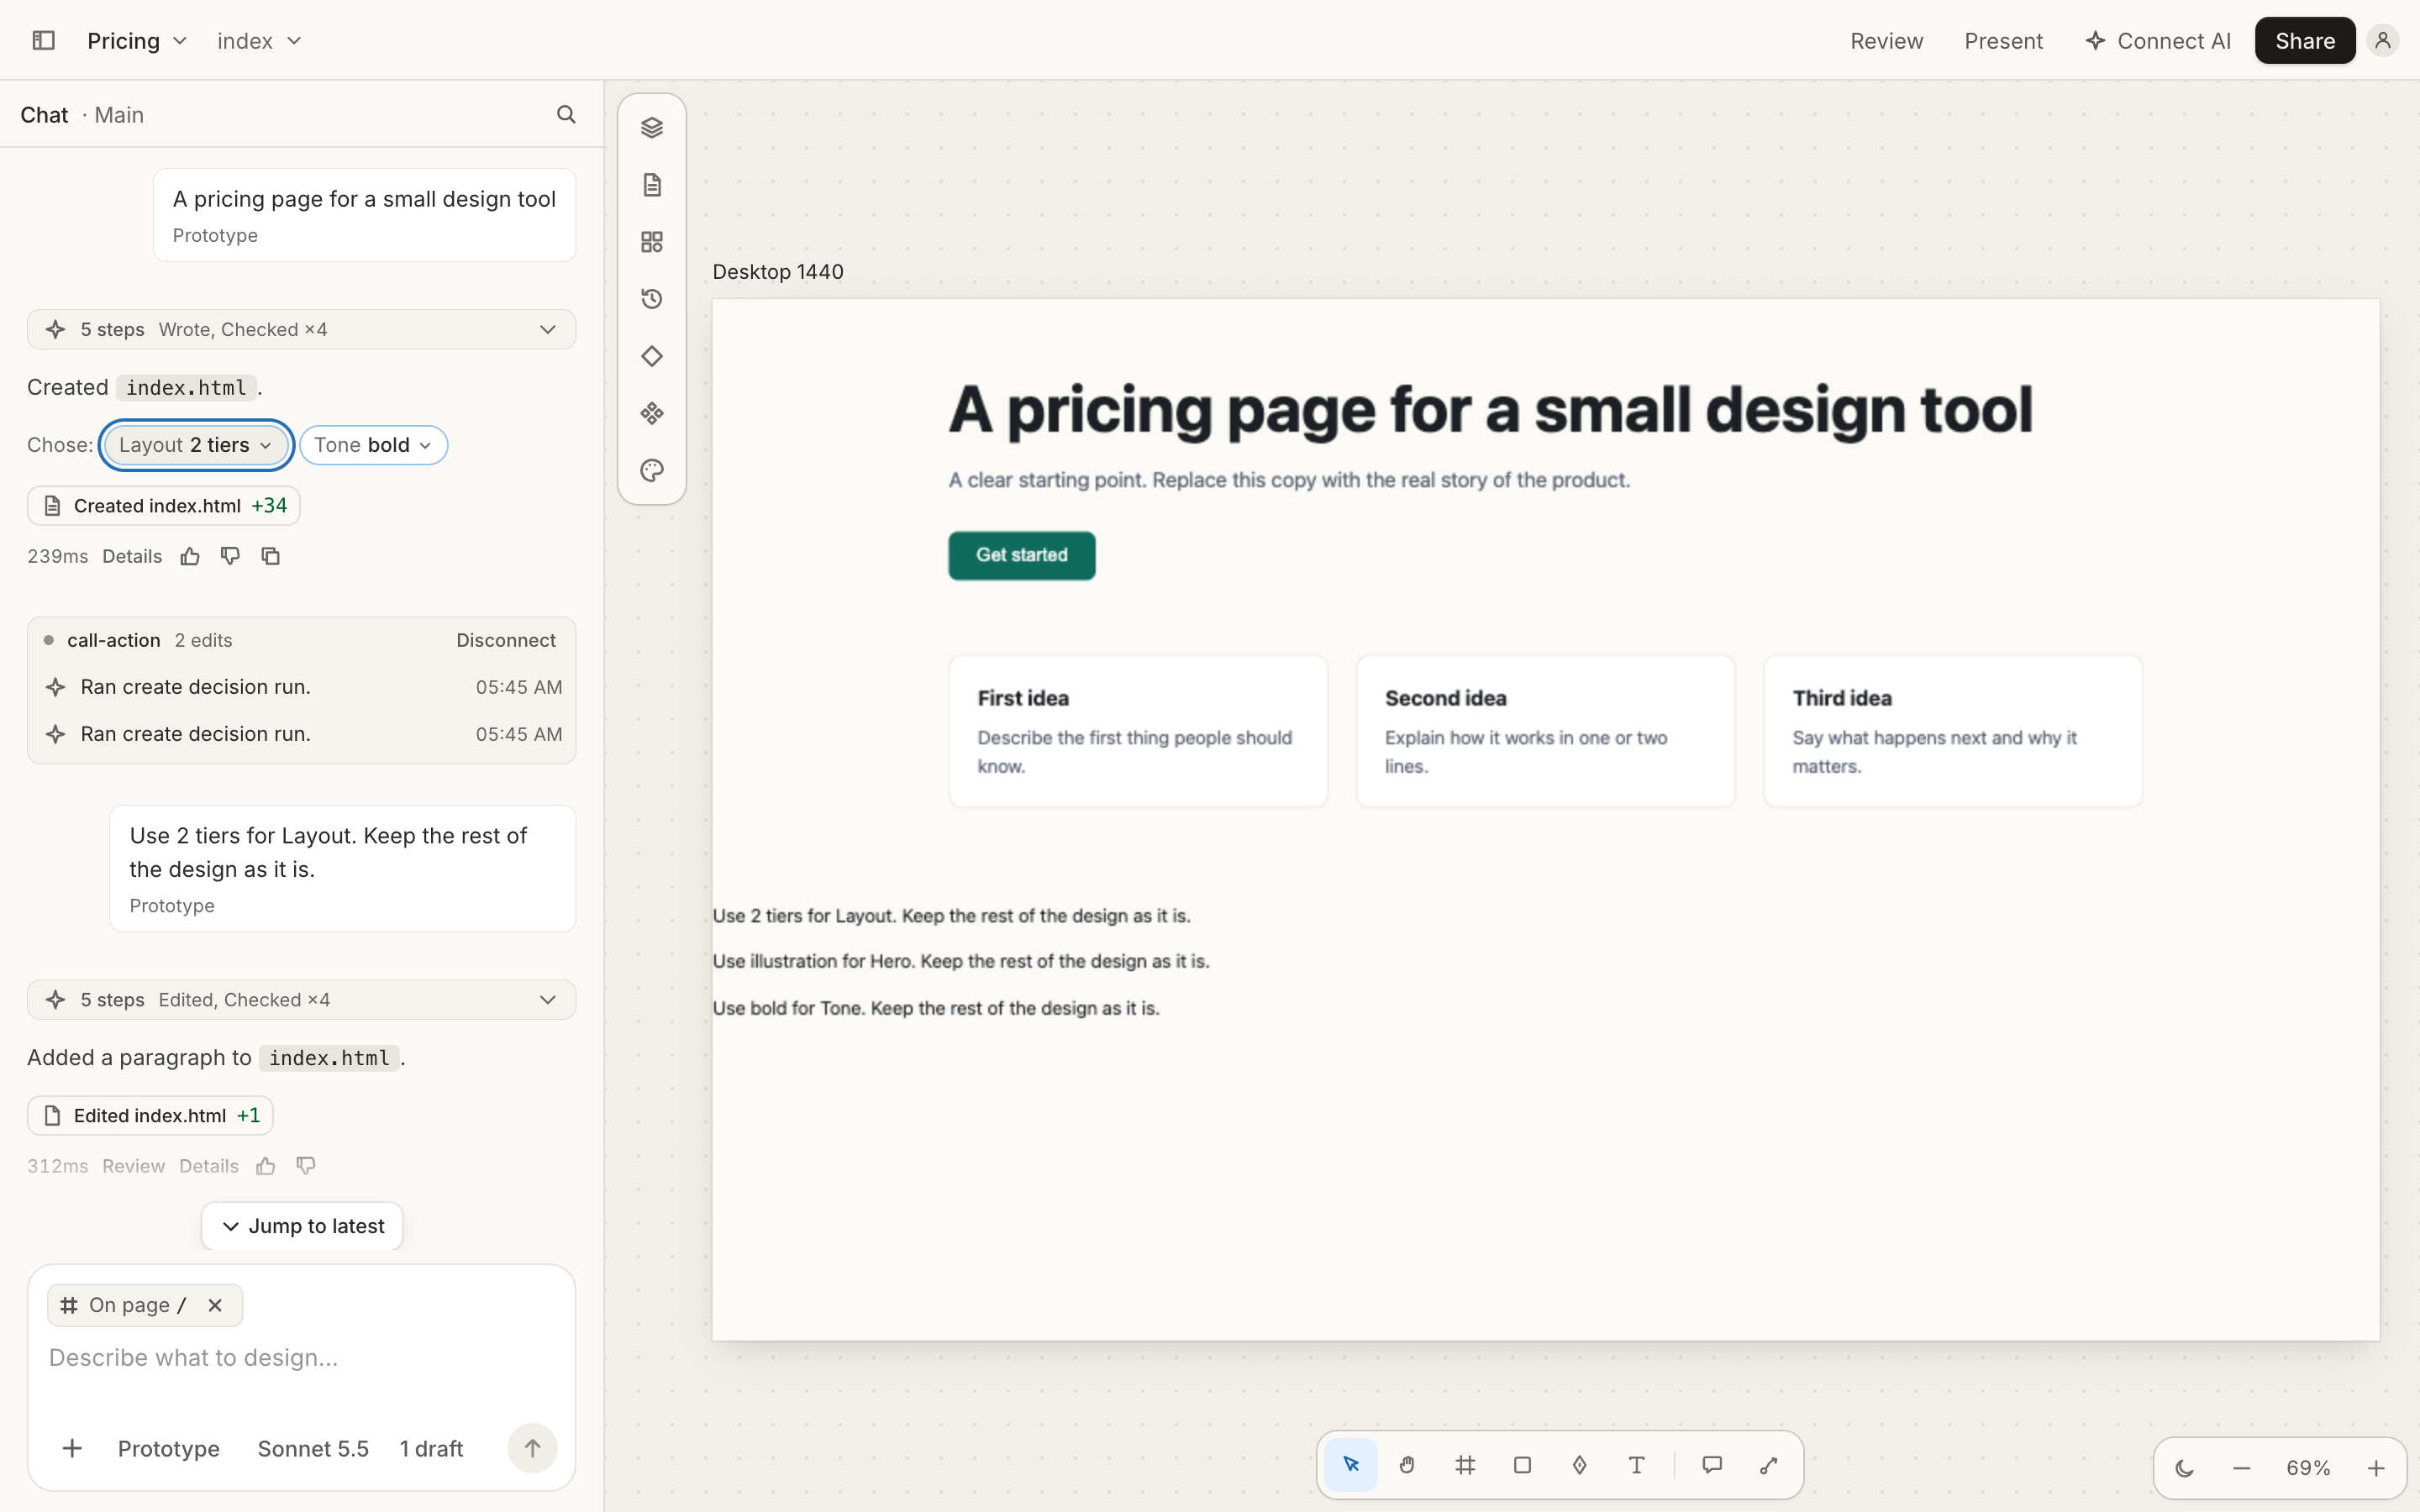 Pricing
index
Review
Present
Connect AI
Share
Chat · Main
A pricing page for a small design tool
Prototype
5 steps Wrote, Checked ×4
Created index.html.
Chose: Layout 2 tiers Tone bold
Created index.html +34
239ms Details
call-action 2 edits Disconnect
Ran create decision run. 05:45 AM
Ran create decision run. 05:45 AM
Use 2 tiers for Layout. Keep the rest of
the design as it is.
Prototype
5 steps Edited, Checked ×4
Added a paragraph to index.html.
Edited index.html +1
312ms Review Details
Jump to latest
On page /
Describe what to design...
Prototype Sonnet 5.5 1 draft
Desktop 1440
A pricing page for a small design tool
A clear starting point. Replace this copy with the real story of the product.
Get started
First idea
Describe the first thing people should
know.
Second idea
Explain how it works in one or two
lines.
Third idea
Say what happens next and why it
matters.
Use 2 tiers for Layout. Keep the rest of the design as it is.
Use illustration for Hero. Keep the rest of the design as it is.
Use bold for Tone. Keep the rest of the design as it is.
69%